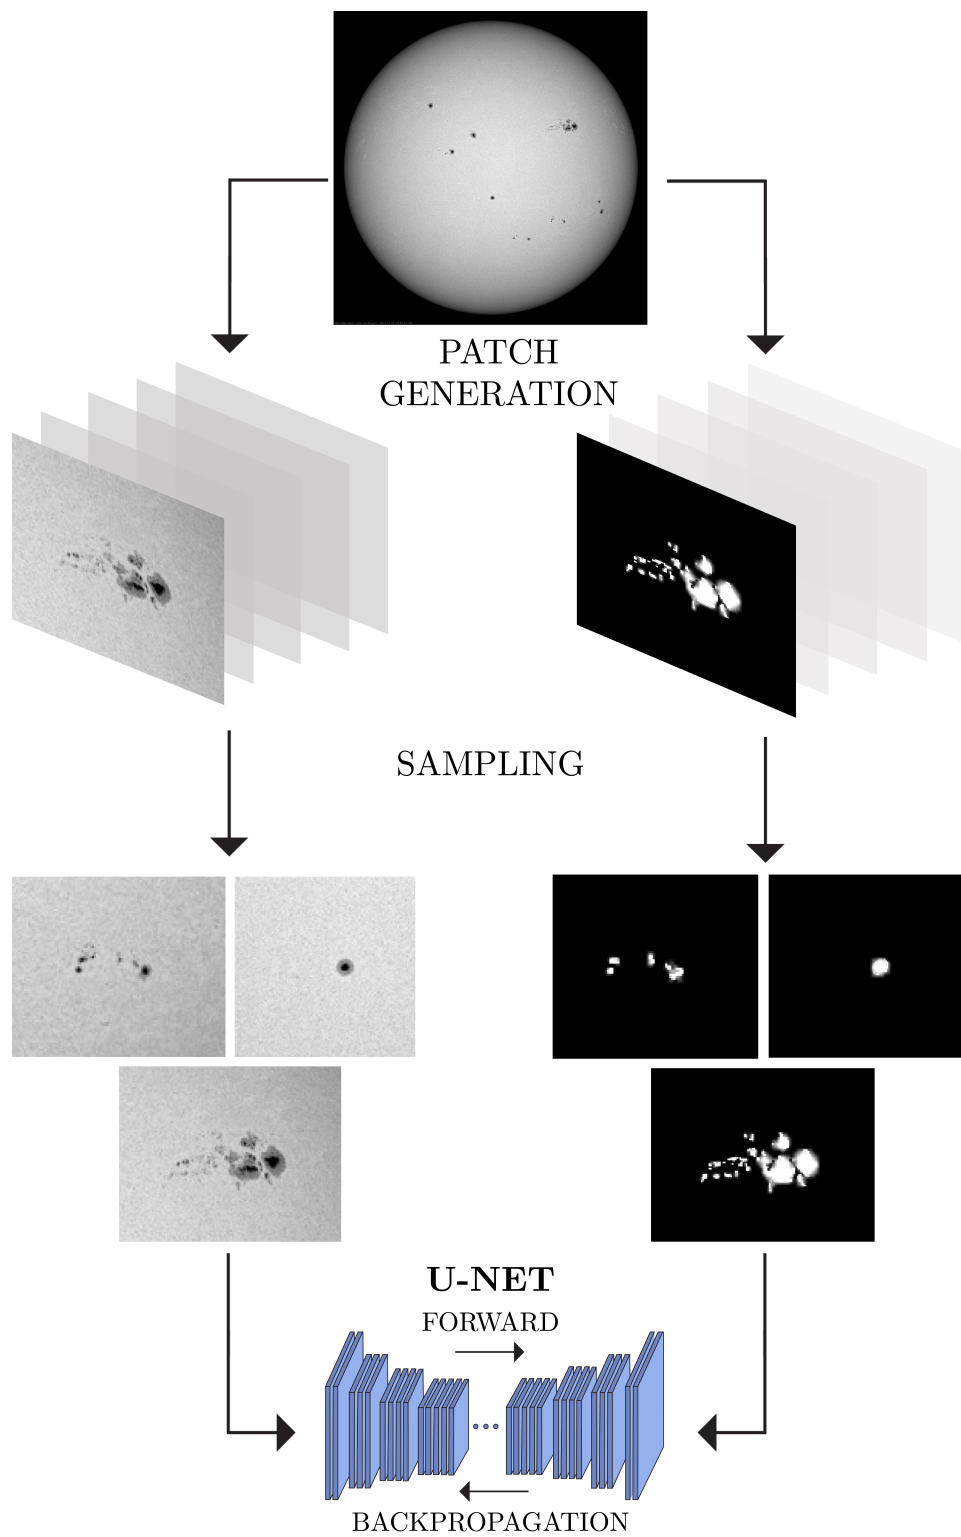 PATCH
GENERATION
SAMPLING
U-NET
FORWARD
BACKPROPAGATION